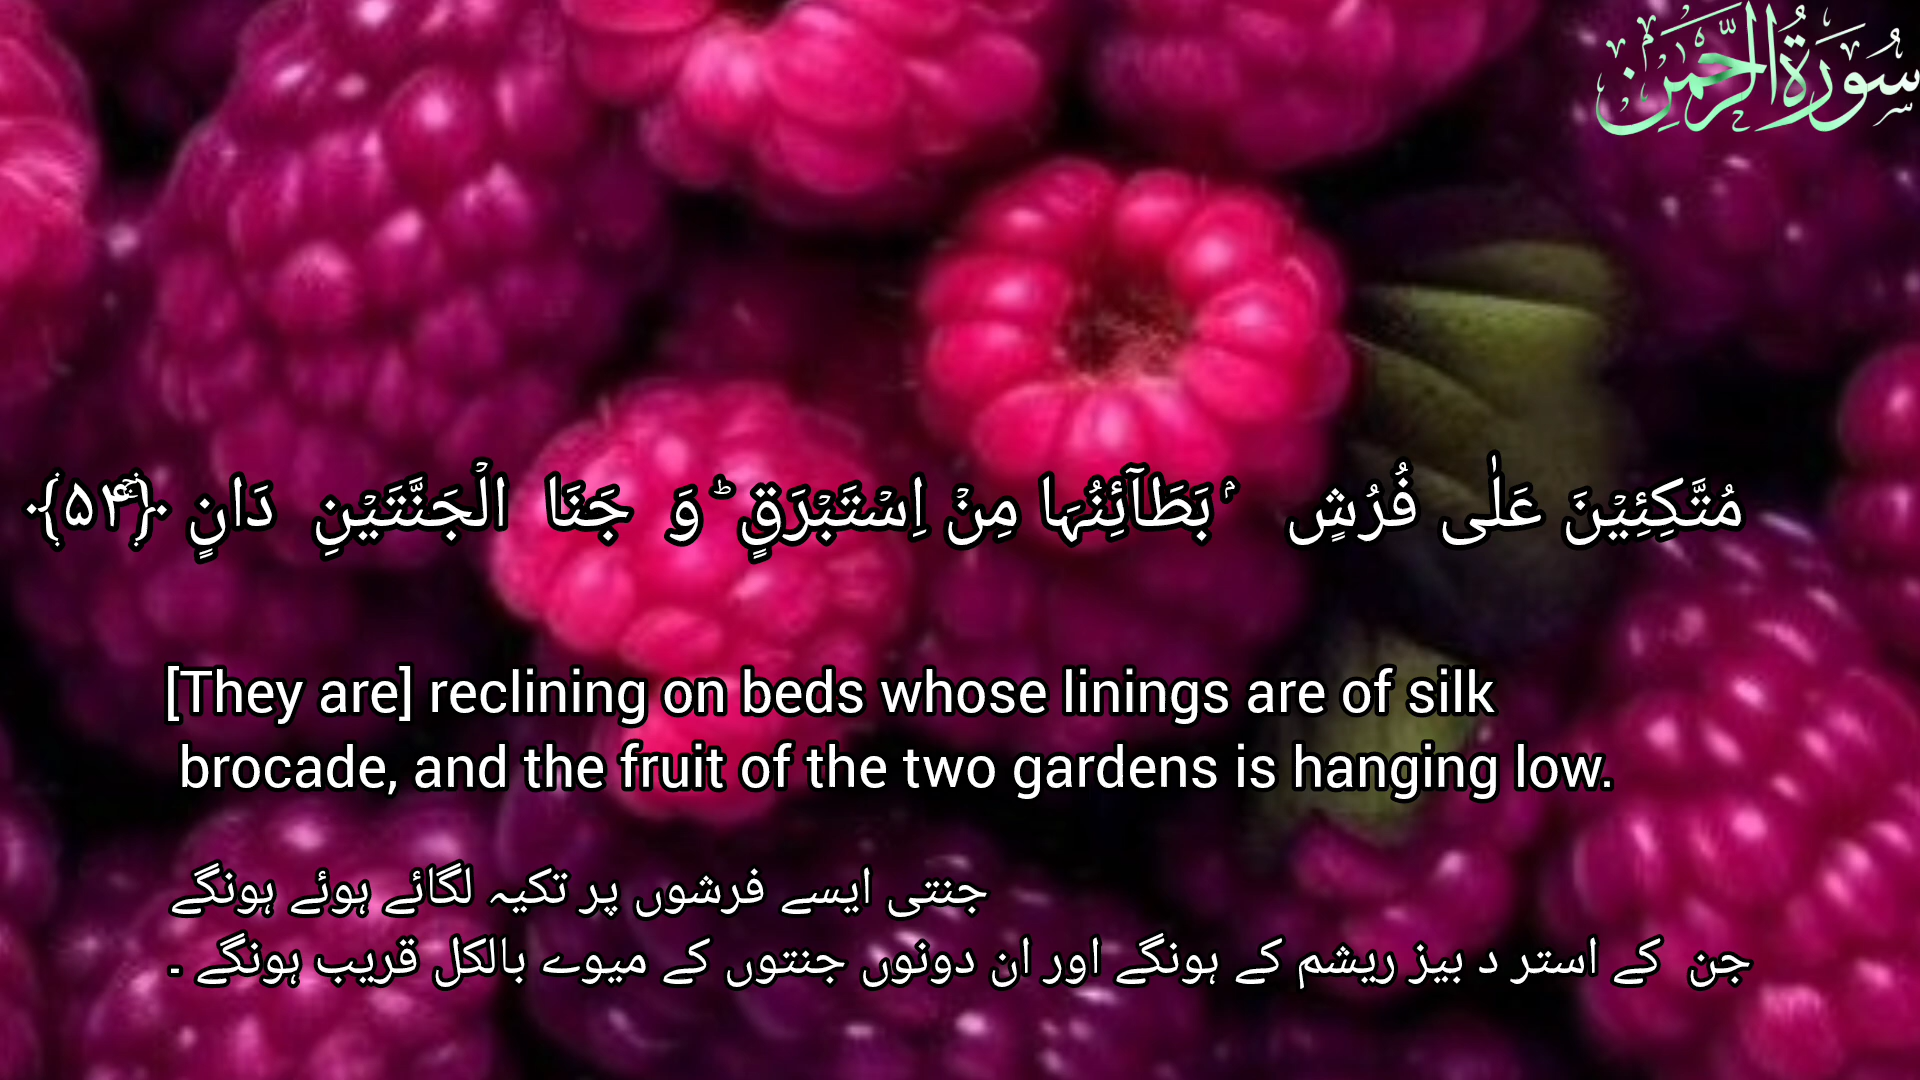 سُورَةُ الرَّحْمٰنِ
مُتَّکِئِیۡنَ عَلٰی فُرُشٍۭ بَطَآئِنُہَا مِنۡ اِسۡتَبۡرَقٍ ؕ وَ جَنَا الۡجَنَّتَیۡنِ دَانٍ ﴿ۚ۵۴﴾
[They are] reclining on beds whose linings are of silk
brocade, and the fruit of the two gardens is hanging low.
جنتی ایسے فرشوں پر تکیہ لگائے ہوئے ہونگے
جن کے استر د بیز ریشم کے ہونگے اور ان دونوں جنتوں کے میوے بالکل قریب ہونگے ۔